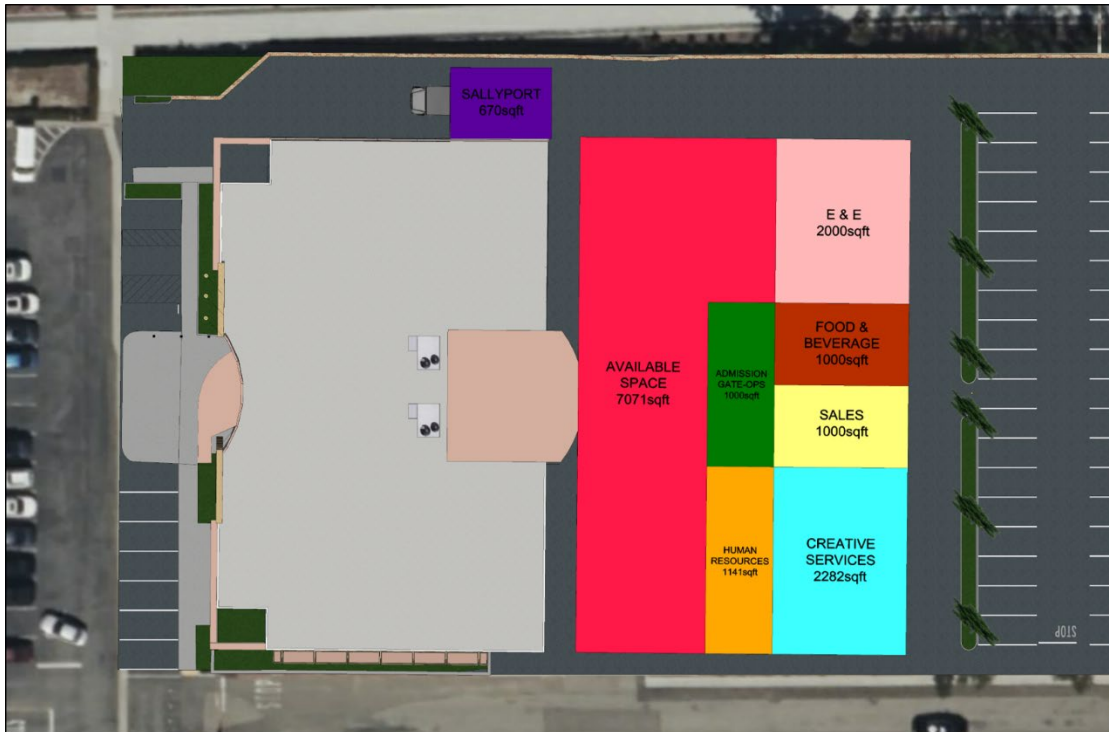 SALLYPORT
670sqft
E & E
2000sqft
FOOD &
BEVERAGE
1000sqft
AVAILABLE
SPACE
7071sqft
ADMISSION
GATE-OPS
1000sqft
SALES
1000sqft
HUMAN
RESOURCES
1141sqft
CREATIVE
SERVICES
2282sqft
STOP
STOP